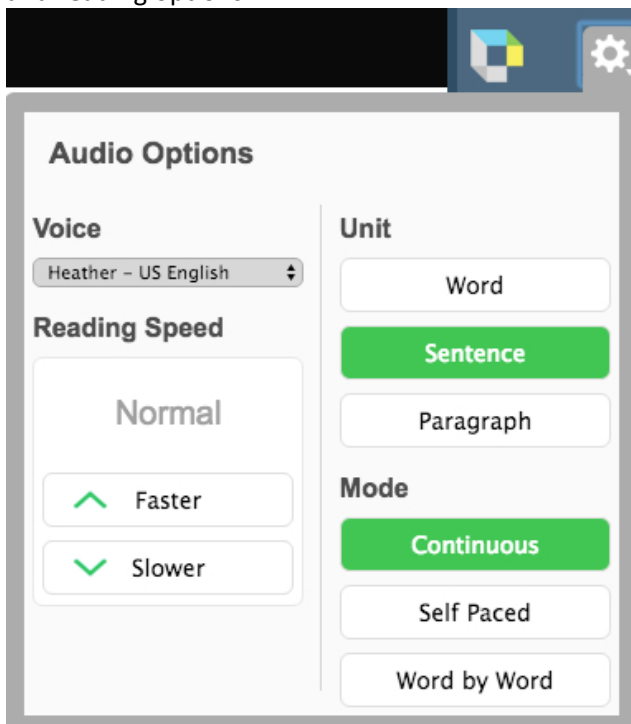 Audio Options
Voice
Heather – US English
Reading Speed
Normal
Faster
Slower
Unit
Word
Sentence
Paragraph
Mode
Continuous
Self Paced
Word by Word